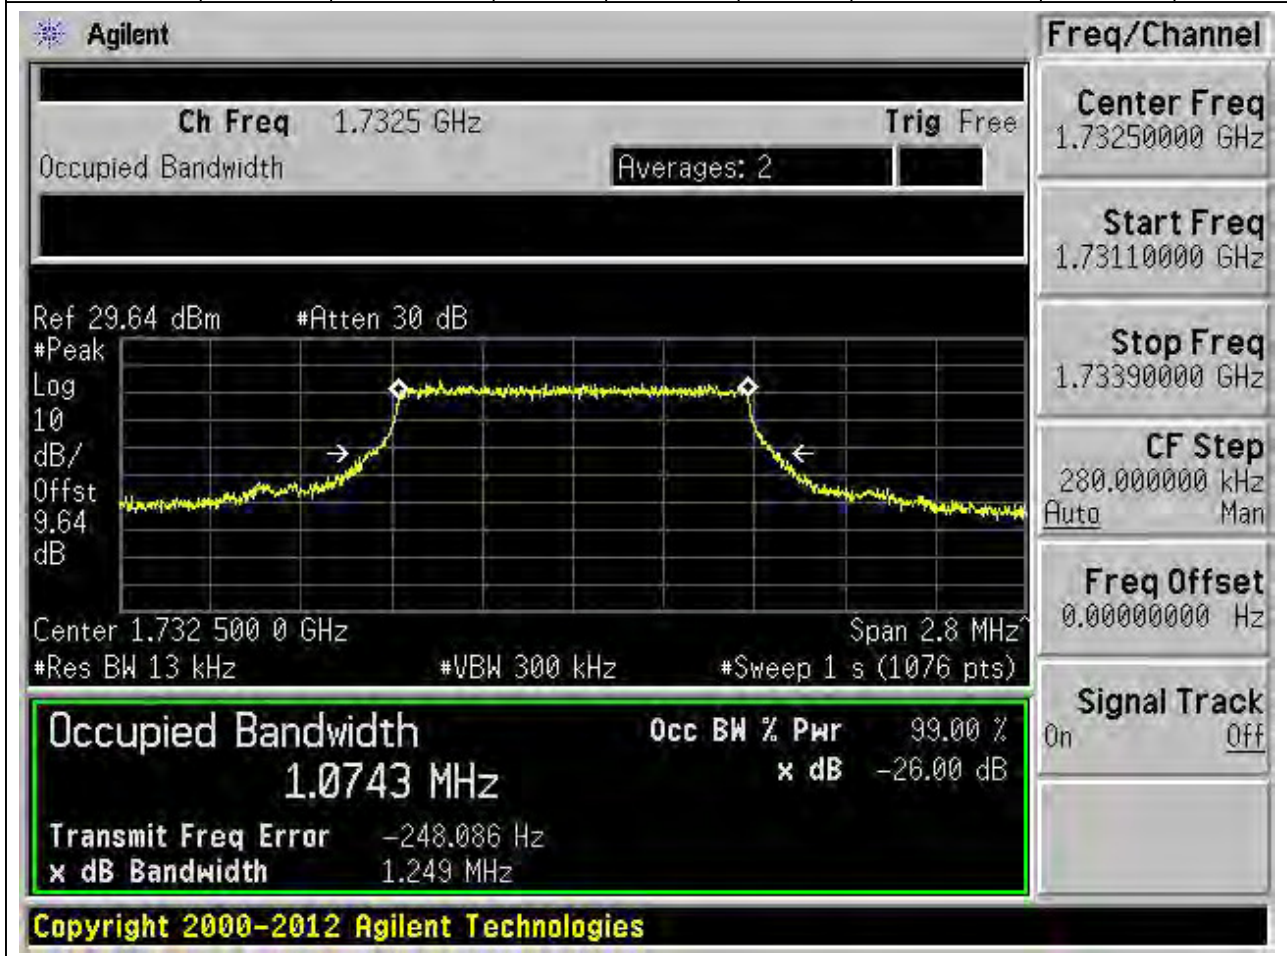 Agilent
Freq/Channel
Ch Freq 1.7325 GHz
Trig Free
Occupied Bandwidth
Averages: 2
Center Freq
1.73250000 GHz
Start Freq
1.73110000 GHz
Stop Freq
1.73390000 GHz
CF Step
280.000000 kHz
Auto Man
Freq Offset
0.00000000 Hz
Signal Track
On Off
Ref 29.64 dBm #Atten 30 dB
#Peak
Log
10
dB/
Offst
9.64
dB
Center 1.732 500 0 GHz Span 2.8 MHz^
#Res BW 13 kHz #VBW 300 kHz #Sweep 1 s (1076 pts)
Occupied Bandwidth
1.0743 MHz
Occ BW % Pwr 99.00 %
x dB -26.00 dB
Transmit Freq Error -248.086 Hz
x dB Bandwidth 1.249 MHz
Copyright 2000-2012 Agilent Technologies